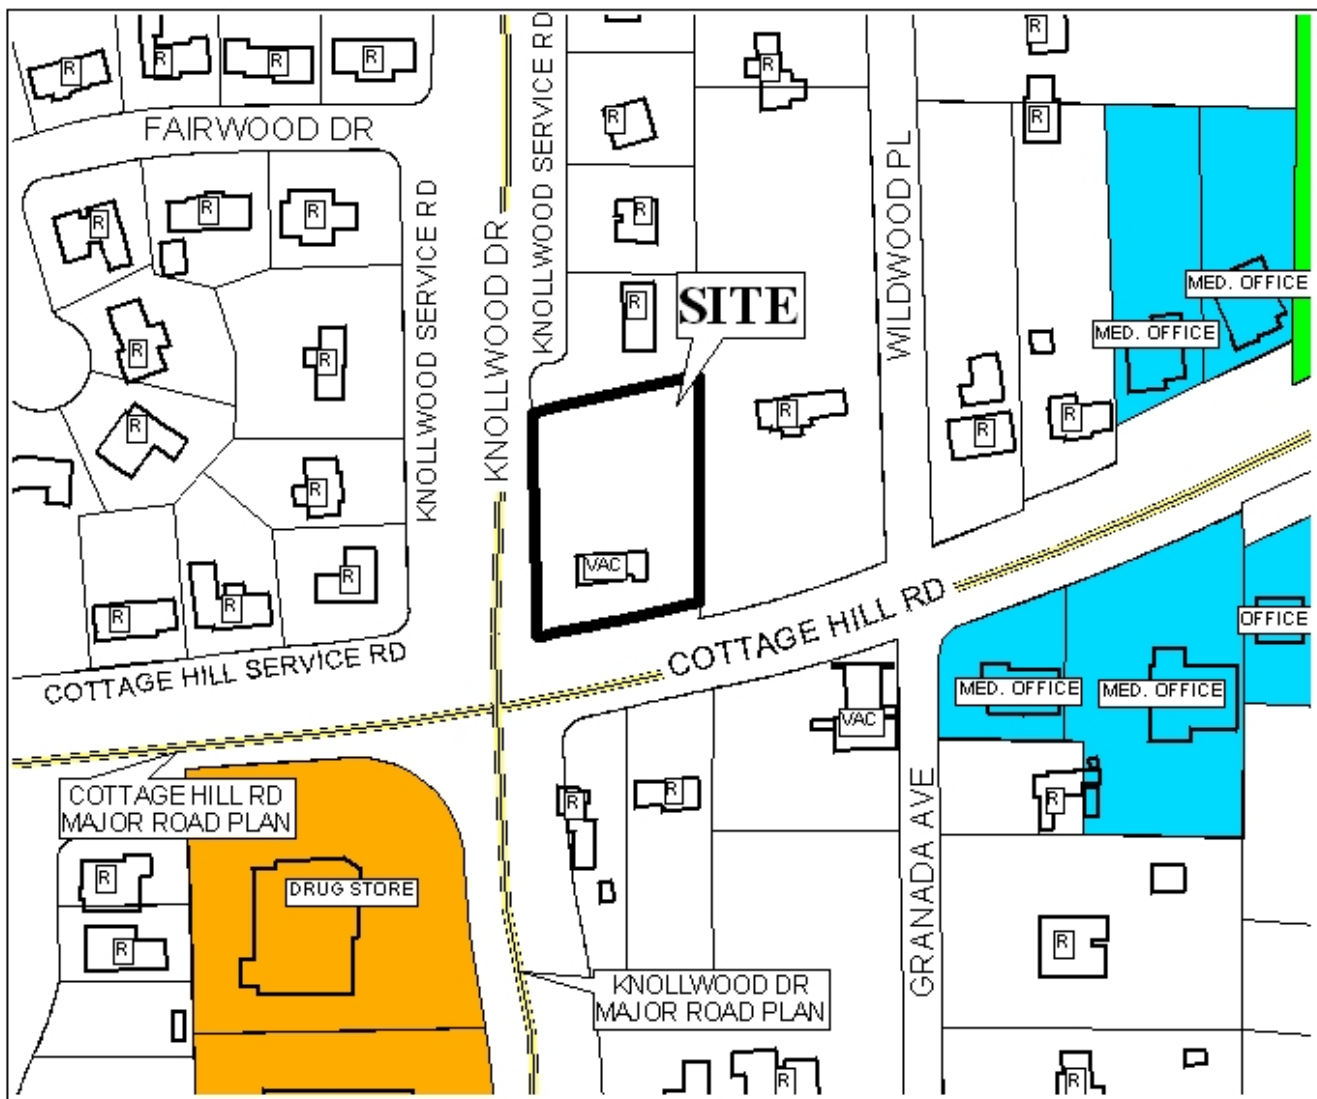 R
R
R
R
R
R
FAIRWOOD DR
KNOLLWOOD SERVICE RD
R
R
R
R
R
R
KNOLLWOOD SERVICE RD
KNOLLWOOD DR
WILDWOOD PL
MED. OFFICE
R
SITE
MED. OFFICE
R
R
R
R
R
R
R
R
VAC
R
R
R
COTTAGE HILL RD
OFFICE
COTTAGE HILL SERVICE RD
MED. OFFICE
MED. OFFICE
VAC
COTTAGE HILL RD
MAJOR ROAD PLAN
R
R
R
GRANADA AVE
R
DRUG STORE
R
R
KNOLLWOOD DR
MAJOR ROAD PLAN
R
R